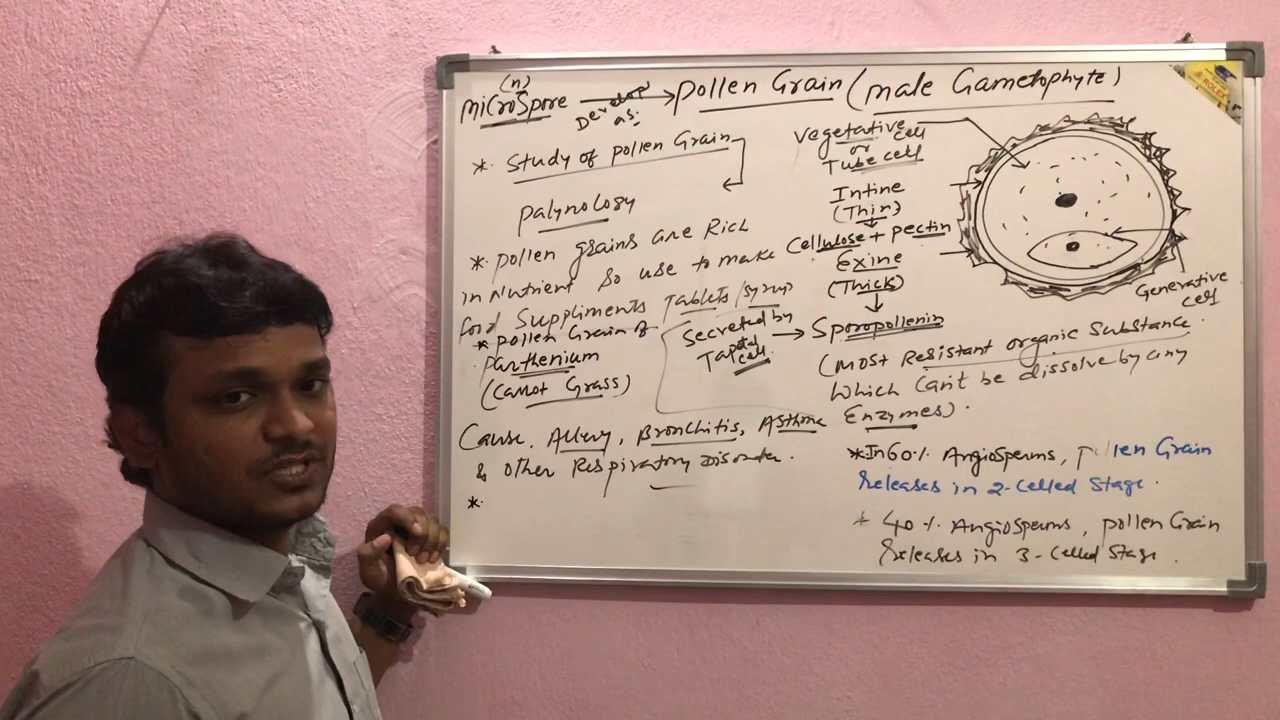 (n)
microspore Develop as: pollen Grain (male Gametophyte)
* Study of pollen Grain
palynology
* pollen grains are Rich
in Nutrient so use to make
food Suppliments Tablets/syrup
* pollen Grain of
Parthenium
(Carrot Grass)
Cause, Allergy, Bronchitis, Asthma
& other Respiratory Disorder.
*
Vegetative cell
or
Tube cell
Intine
(Thin)
Cellulose + pectin
Exine
(Thick)
Secreted by
Tapetal
cell
Sporopollenin
(most Resistant organic Substance
which Can't be dissolve by any
Enzymes).
Generative
cell
* In 60% Angiosperms, pollen Grain
Releases in 2-Celled Stage.
* 40% Angiosperms, pollen Grain
Releases in 3-Celled Stage.
ROLEX